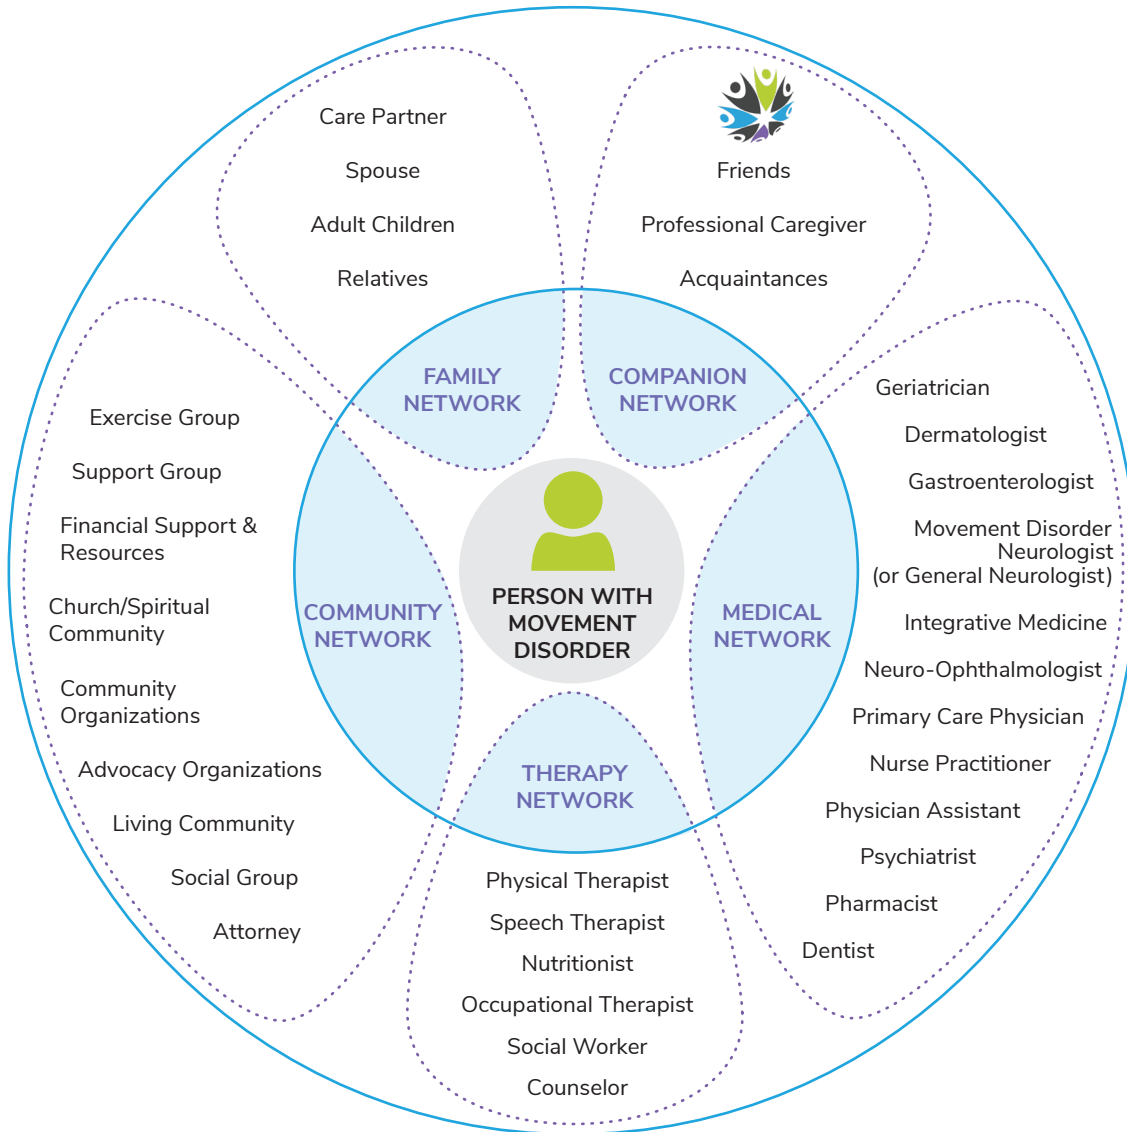 Care Partner
Spouse
Adult Children
Relatives
FAMILY
NETWORK
Friends
Professional Caregiver
Acquaintances
COMPANION
NETWORK
Exercise Group
Support Group
Financial Support &
Resources
Church/Spiritual
Community
Community
Organizations
Advocacy Organizations
Living Community
Social Group
Attorney
COMMUNITY
NETWORK
PERSON WITH
MOVEMENT
DISORDER
MEDICAL
NETWORK
Geriatrician
Dermatologist
Gastroenterologist
Movement Disorder
Neurologist
(or General Neurologist)
Integrative Medicine
Neuro-Ophthalmologist
Primary Care Physician
Nurse Practitioner
Physician Assistant
Psychiatrist
Pharmacist
Dentist
THERAPY
NETWORK
Physical Therapist
Speech Therapist
Nutritionist
Occupational Therapist
Social Worker
Counselor